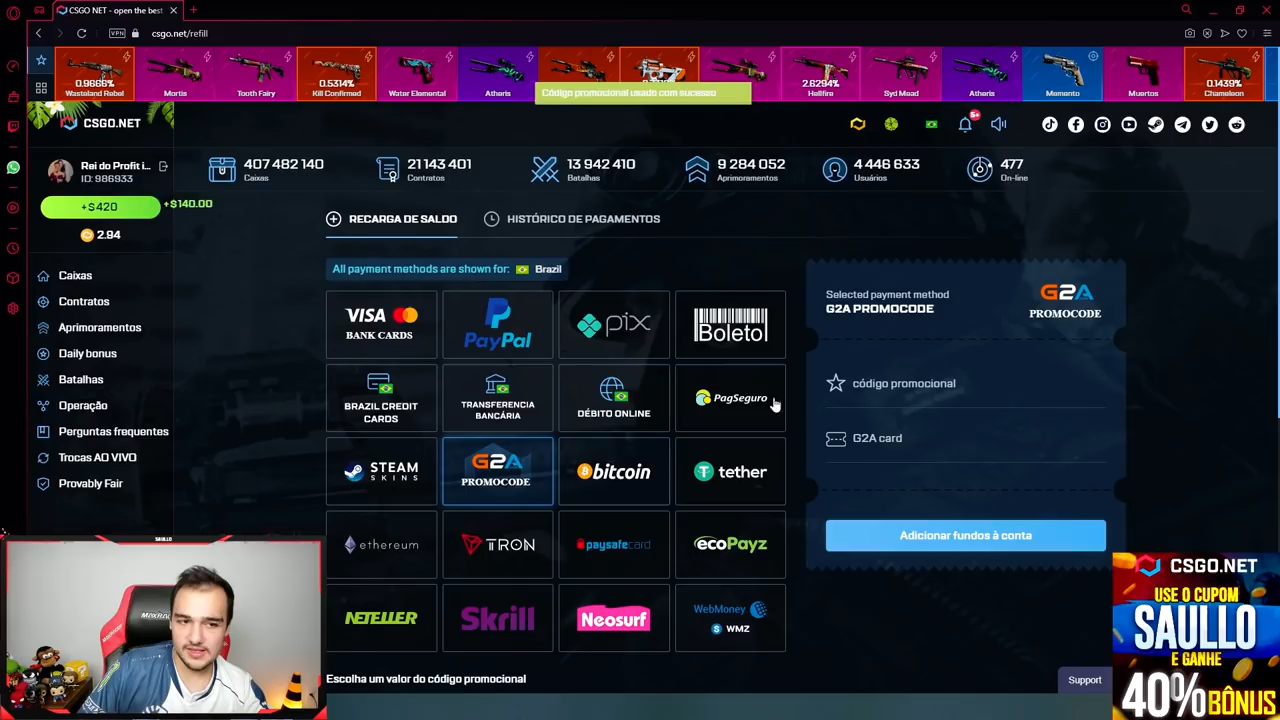 CSGO NET - open the best
VPN
csgo.net/refill
0.9666%
Wasteland Rebel
Mortis
Tooth Fairy
0.5314%
Kill Confirmed
Water Elemental
Atheris
2.6294%
Hellfire
Syd Mead
Atheris
Memento
Muertos
0.1439%
Chameleon
Código promocional usado com sucesso
CSGO.NET
Rei do Profit i...
ID: 986933
+$420
+$140.00
2.94
407 482 140
Caixas
21 143 401
Contratos
13 942 410
Batalhas
9 284 052
Aprimoramentos
4 446 633
Usuários
477
On-line
RECARGA DE SALDO
HISTÓRICO DE PAGAMENTOS
All payment methods are shown for: Brazil
Caixas
Contratos
Aprimoramentos
Daily bonus
Batalhas
Operação
Perguntas frequentes
Trocas AO VIVO
Provably Fair
VISA
BANK CARDS
PayPal
pix
Boleto
BRAZIL CREDIT
CARDS
TRANSFERENCIA
BANCÁRIA
DÉBITO ONLINE
PagSeguro
STEAM
SKINS
G2A
PROMOCODE
bitcoin
tether
ethereum
TRON
paysafecard
ecoPayz
NETELLER
Skrill
Neosurf
WebMoney
WMZ
Selected payment method
G2A PROMOCODE
G2A
PROMOCODE
código promocional
G2A card
Adicionar fundos à conta
Escolha um valor do código promocional
Support
SAULLO
CSGO.NET
USE O CUPOM
SAULLO
E GANHE
40% BÔNUS